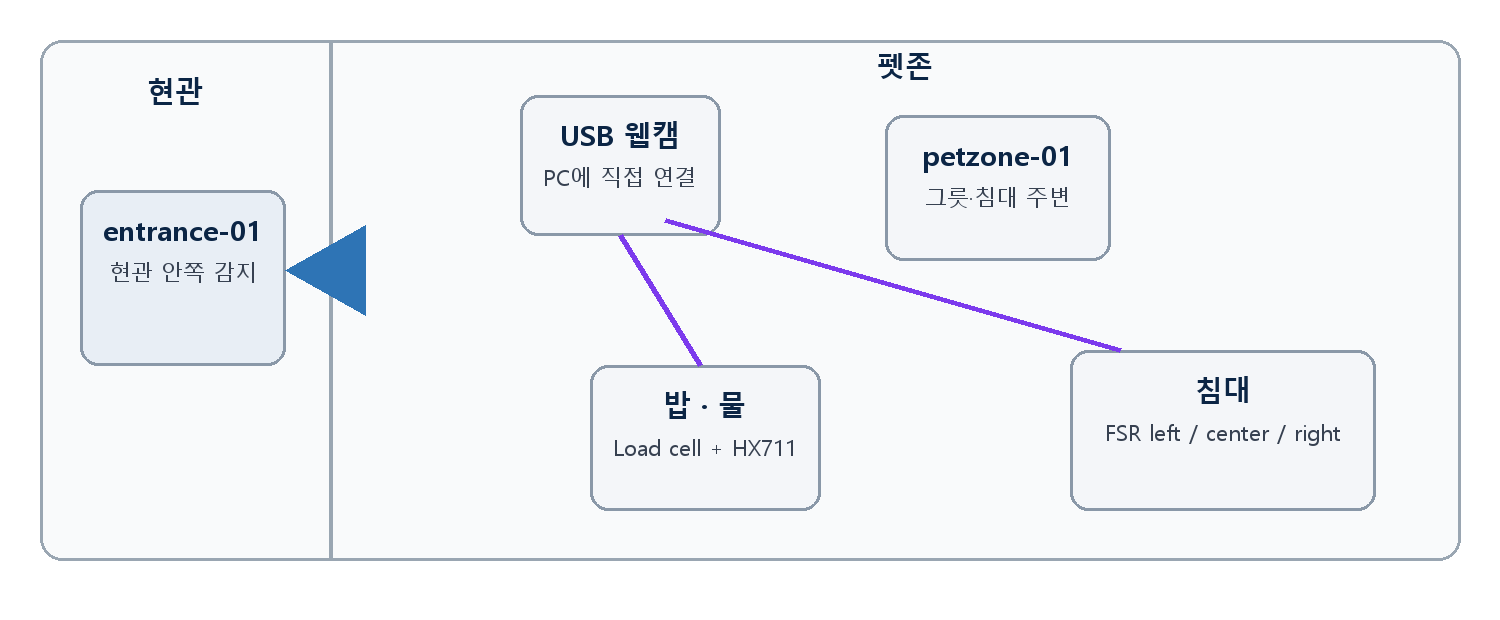 현관
펫존
entrance-01
현관 안쪽 감지
USB 웹캠
PC에 직접 연결
petzone-01
그릇·침대 주변
밥 · 물
Load cell + HX711
침대
FSR left / center / right